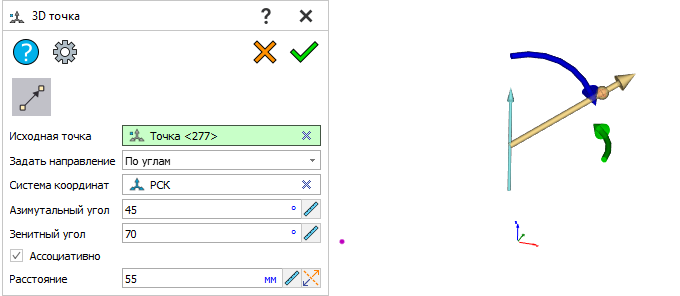 3D точка ?
?
Исходная точка Точка <277>
Задать направление По углам
Система координат РСК
Азимутальный угол 45 °
Зенитный угол 70 °
Ассоциативно
Расстояние 55 мм